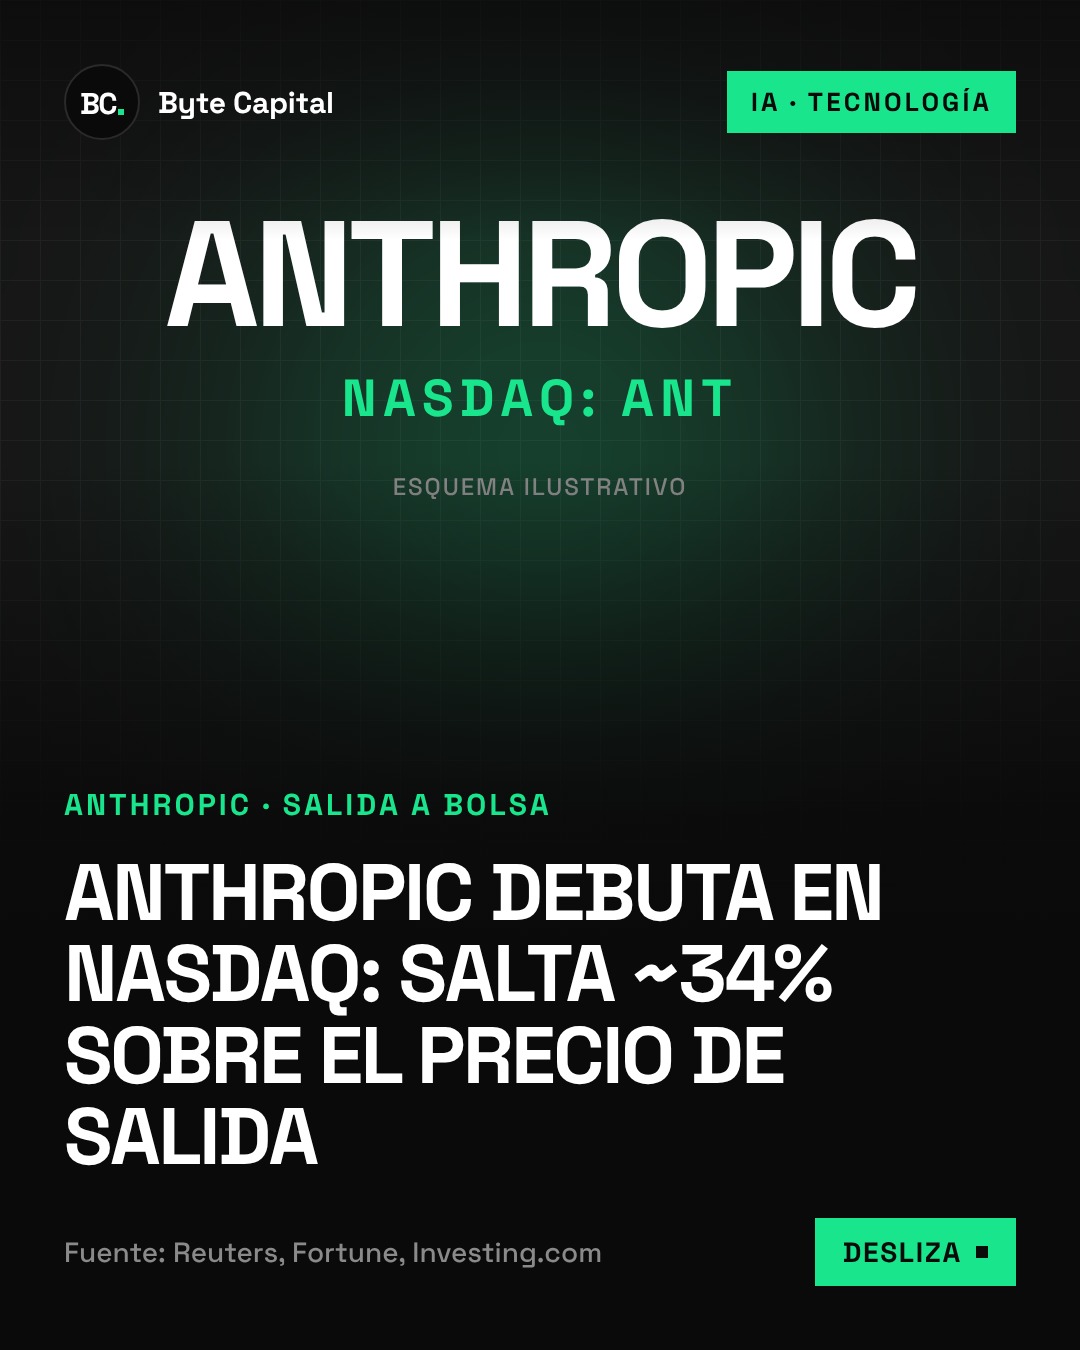 BC.
Byte Capital
IA · TECNOLOGÍA
ANTHROPIC
NASDAQ: ANT
ESQUEMA ILUSTRATIVO
ANTHROPIC · SALIDA A BOLSA
ANTHROPIC DEBUTA EN
NASDAQ: SALTA ~34%
SOBRE EL PRECIO DE
SALIDA
Fuente: Reuters, Fortune, Investing.com
DESLIZA